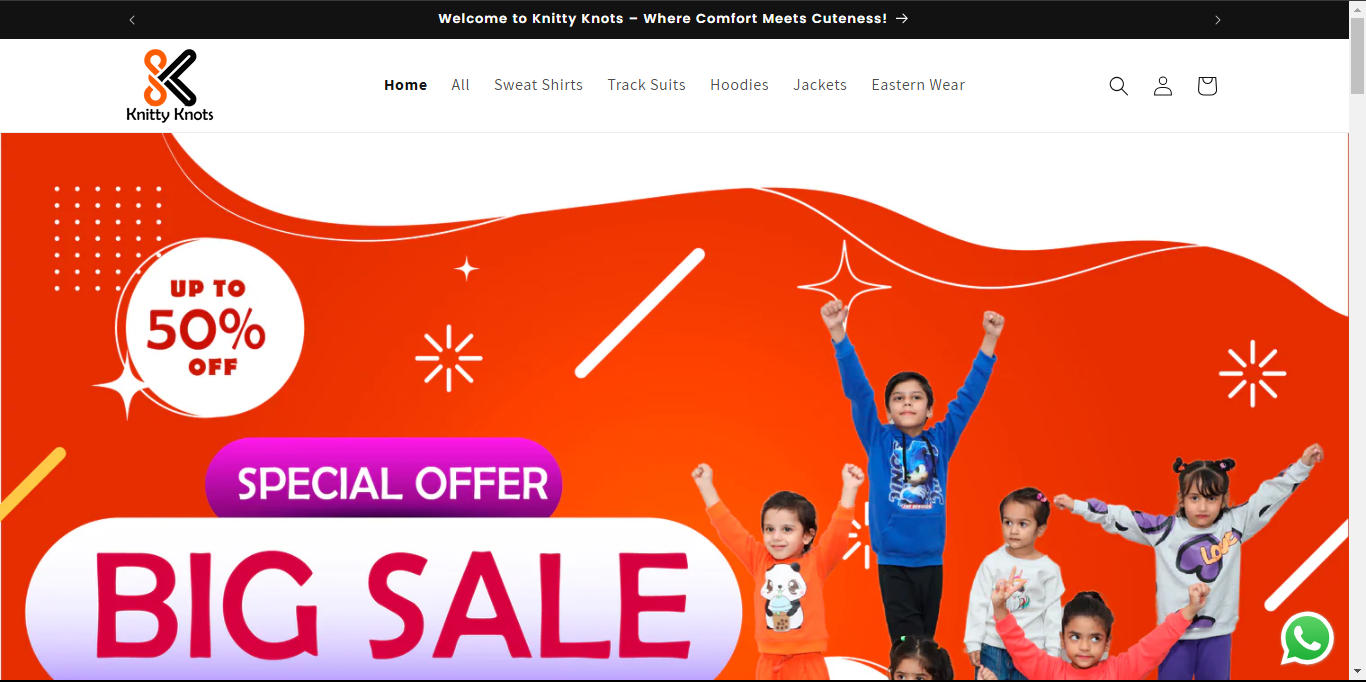 Welcome to Knitty Knots – Where Comfort Meets Cuteness! →
Knitty Knots
Home All Sweat Shirts Track Suits Hoodies Jackets Eastern Wear
UP TO
50%
OFF
SPECIAL OFFER
BIG SALE
LOVE